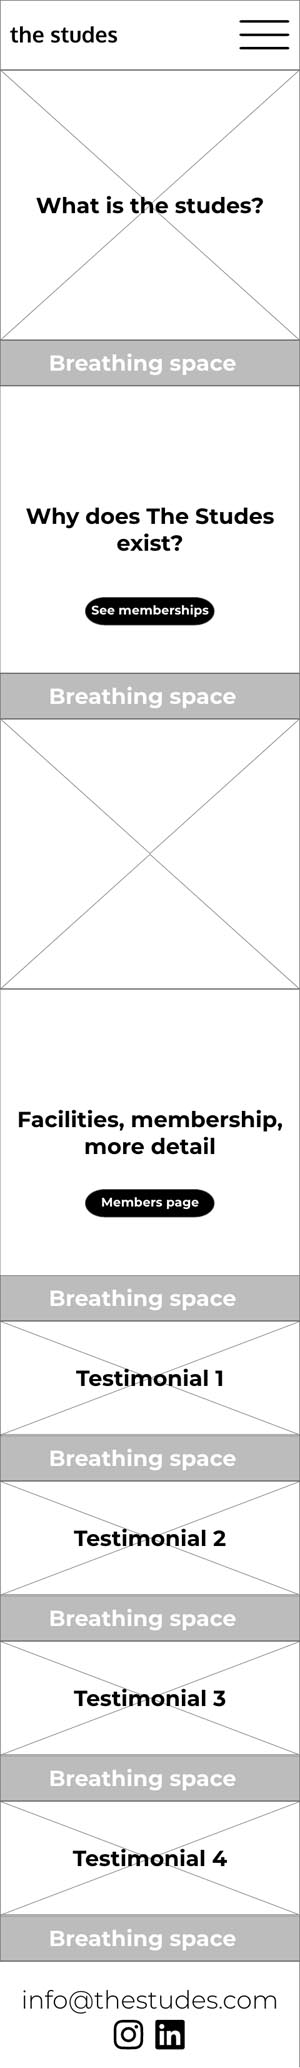 the studes
What is the studes?
Breathing space
Why does The Studes
exist?
See memberships
Breathing space
Facilities, membership,
more detail
Members page
Breathing space
Testimonial 1
Breathing space
Testimonial 2
Breathing space
Testimonial 3
Breathing space
Testimonial 4
Breathing space
info@thestudes.com
in